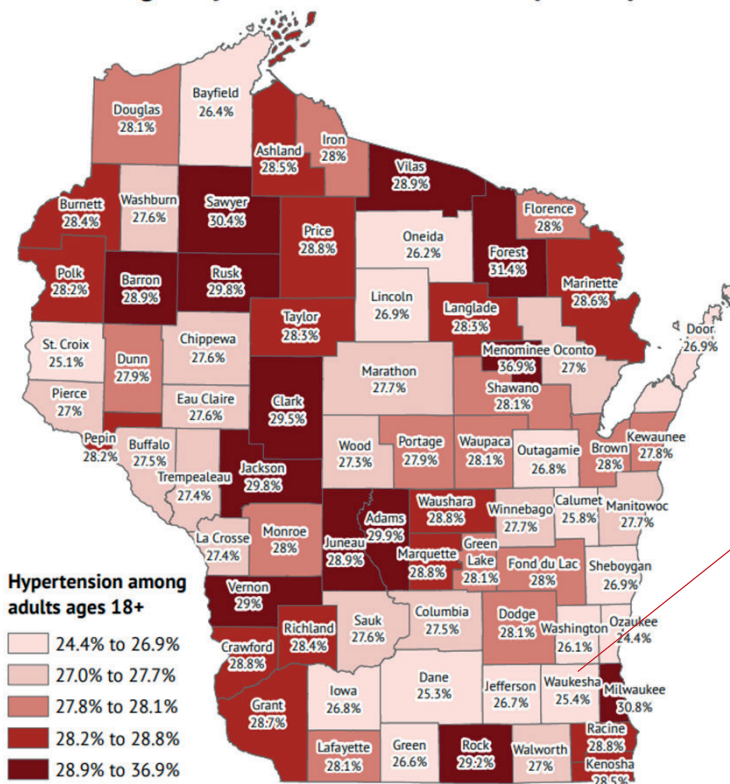 Bayfield
26.4%
Douglas
28.1%
Iron
28%
Ashland
28.5%
Vilas
28.9%
Burnett
28.4%
Washburn
27.6%
Sawyer
30.4%
Florence
28%
Price
28.8%
Oneida
26.2%
Forest
31.4%
Polk
28.2%
Barron
28.9%
Rusk
29.8%
Marinette
28.6%
Lincoln
26.9%
Langlade
28.3%
Taylor
28.3%
Door
26.9%
St. Croix
25.1%
Dunn
27.9%
Chippewa
27.6%
Menominee
36.9%
Oconto
27%
Marathon
27.7%
Shawano
28.1%
Pierce
27%
Eau Claire
27.6%
Clark
29.5%
Pepin
28.2%
Buffalo
27.5%
Trempealeau
27.4%
Jackson
29.8%
Wood
27.3%
Portage
27.9%
Waupaca
28.1%
Outagamie
26.8%
Brown
28%
Kewaunee
27.8%
Waushara
28.8%
Winnebago
27.7%
Calumet
25.8%
Manitowoc
27.7%
La Crosse
27.4%
Monroe
28%
Juneau
28.9%
Adams
29.9%
Marquette
28.8%
Green
Lake
28.1%
Fond du Lac
28%
Sheboygan
26.9%
Hypertension among
adults ages 18+
24.4% to 26.9%
27.0% to 27.7%
27.8% to 28.1%
28.2% to 28.8%
28.9% to 36.9%
Vernon
29%
Crawford
28.8%
Richland
28.4%
Sauk
27.6%
Columbia
27.5%
Dodge
28.1%
Washington
26.1%
Ozaukee
24.4%
Grant
28.7%
Iowa
26.8%
Dane
25.3%
Jefferson
26.7%
Waukesha
25.4%
Milwaukee
30.8%
Lafayette
28.1%
Green
26.6%
Rock
29.2%
Walworth
27%
Racine
28.8%
Kenosha
28.5%